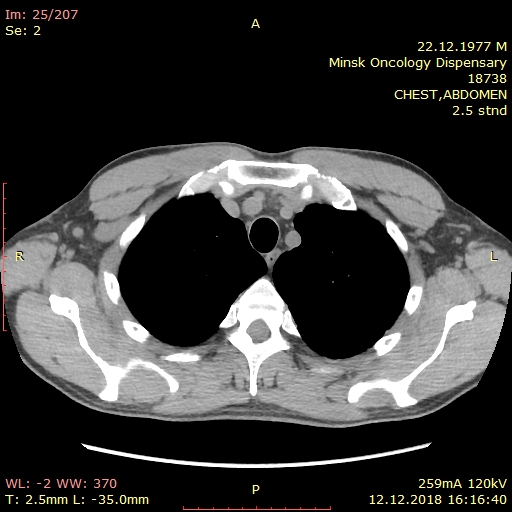 Im: 25/207
Se: 2
A
22.12.1977 M
Minsk Oncology Dispensary
18738
CHEST,ABDOMEN
2.5 stnd
R
L
WL: -2 WW: 370
T: 2.5mm L: -35.0mm
P
259mA 120kV
12.12.2018 16:16:40